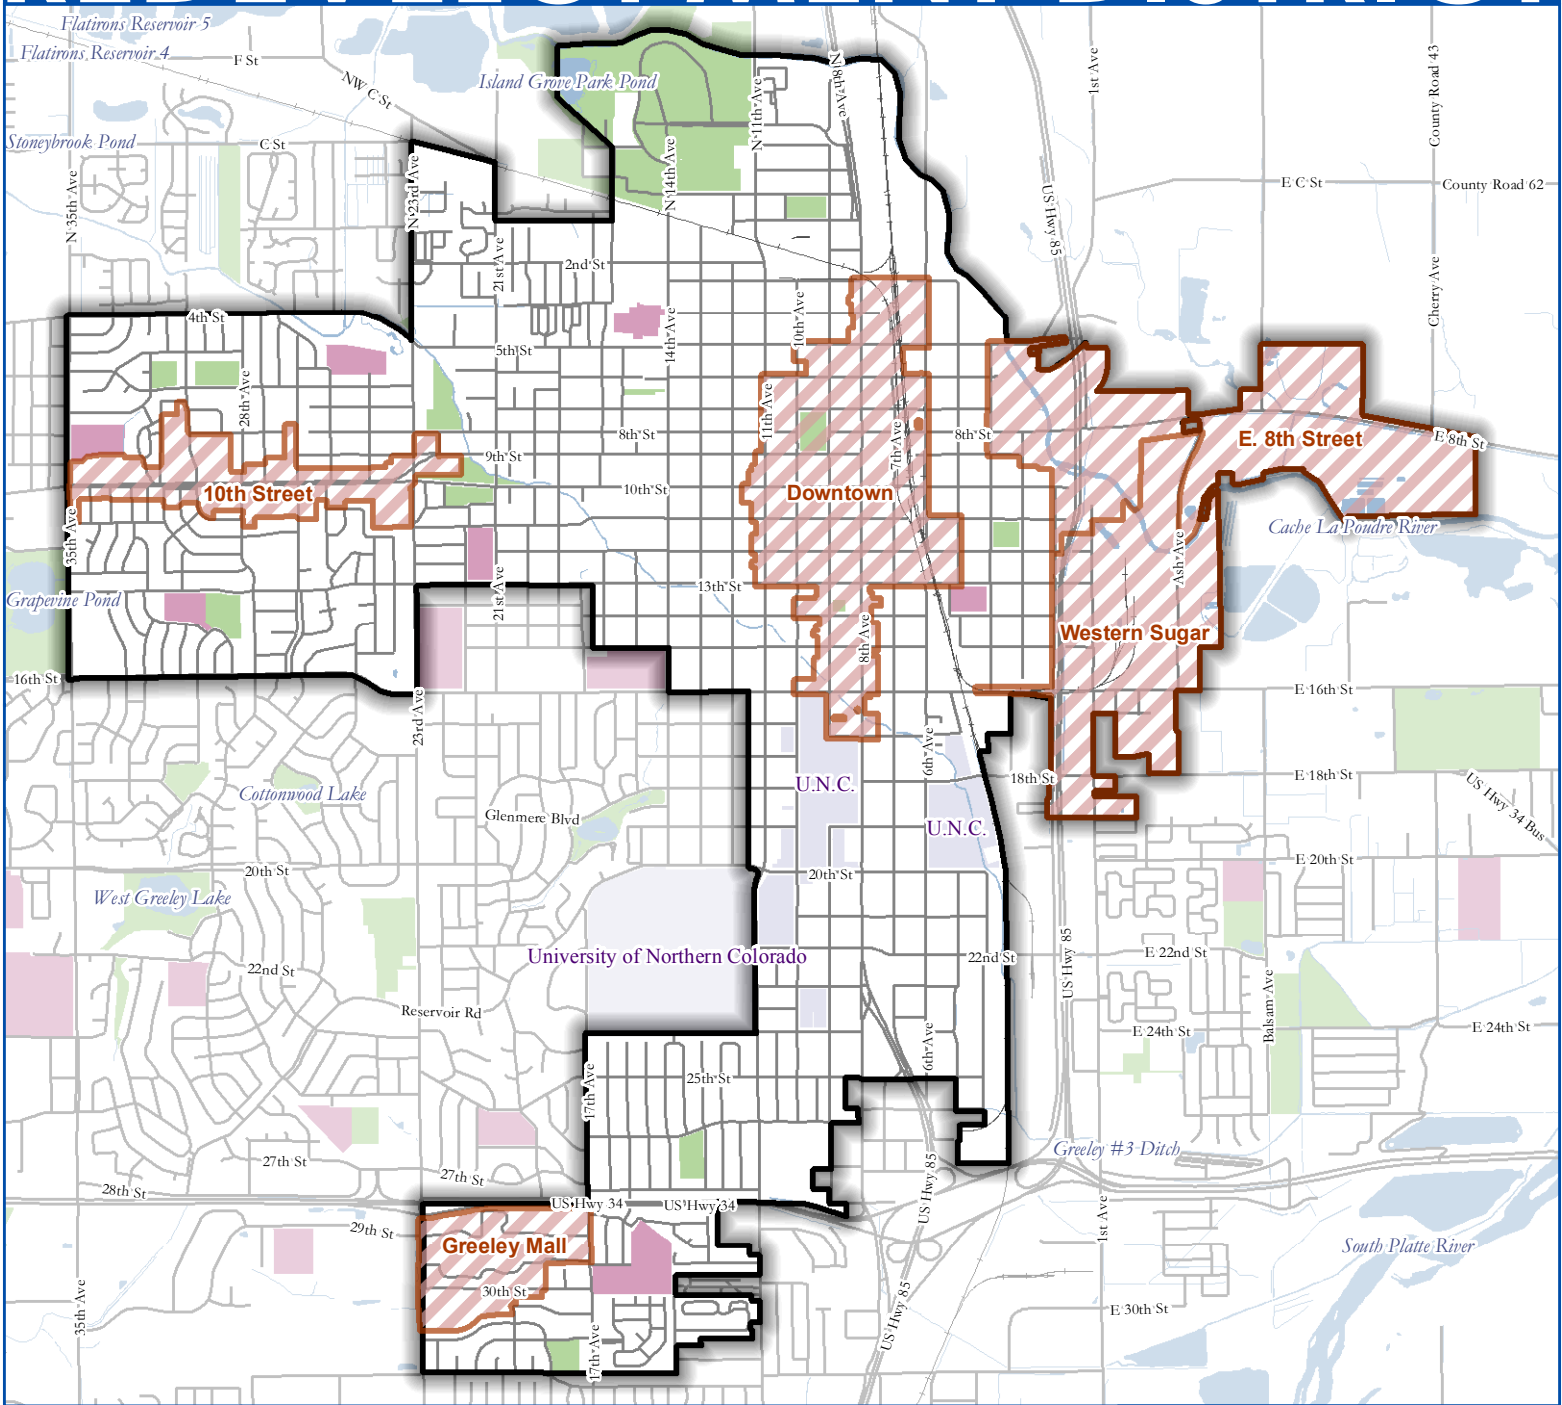 REDEVELOPMENT DISTRICT
Flatirons Reservoir 5
Flatirons Reservoir 4
F St
NW C St
Island Grove Park Pond
N 8th Ave
1st Ave
County Road 43
N 11th Ave
Stoneybrook Pond
C St
N 35th Ave
N 23rd Ave
N 14th Ave
US Hwy 85
E C St
County Road 62
21st Ave
2nd St
Cherry Ave
4th St
5th St
14th Ave
10th Ave
28th Ave
11th Ave
8th St
7th Ave
8th St
E. 8th Street
E 8th St
9th St
10th Street
10th St
Downtown
35th Ave
Cache La Poudre River
Ash Ave
Grapevine Pond
21st Ave
13th St
8th Ave
Western Sugar
16th St
23rd Ave
E 16th St
6th Ave
18th St
E 18th St
US Hwy 34 Bus
Cottonwood Lake
U.N.C.
Glenmere Blvd
U.N.C.
20th St
20th St
E 20th St
West Greeley Lake
University of Northern Colorado
22nd St
22nd St
US Hwy 85
E 22nd St
Balsam Ave
Reservoir Rd
6th Ave
E 24th St
E 24th St
25th St
17th Ave
27th St
27th St
Greeley #3 Ditch
28th St
US Hwy 34
US Hwy 34
US Hwy 85
1st Ave
29th St
Greeley Mall
South Platte River
30th St
35th Ave
17th Ave
US Hwy 85
E 30th St